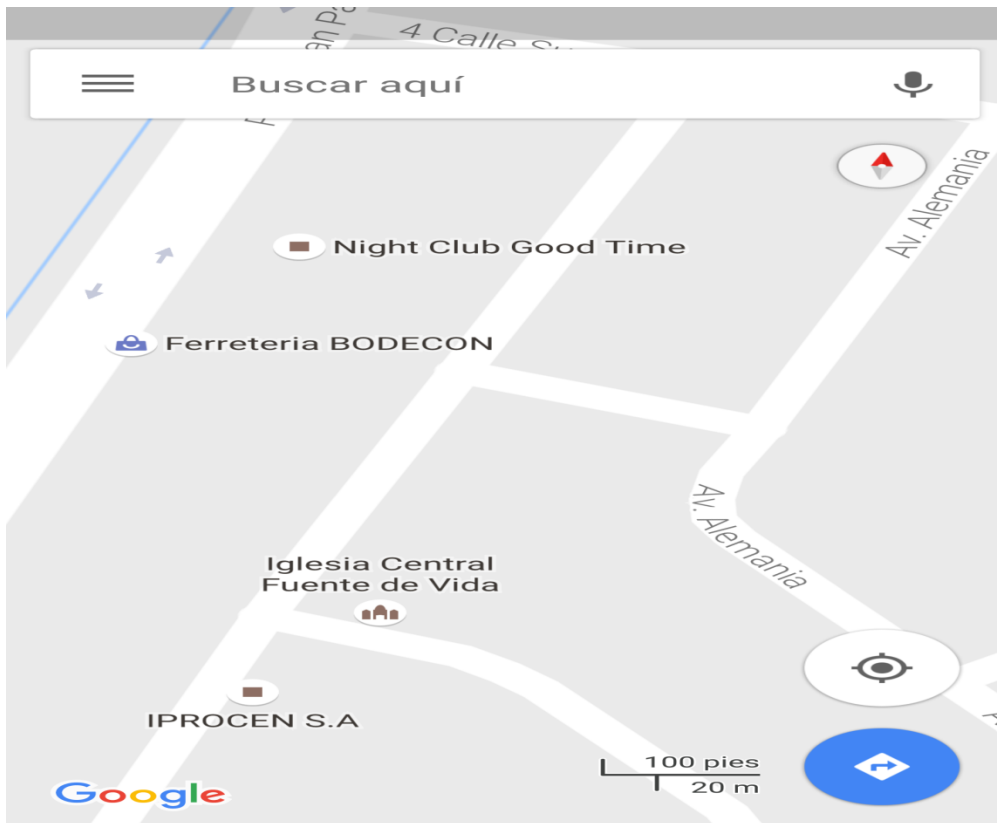 4 Calle
Buscar aquí
Av. Alemania
Night Club Good Time
Ferreteria BODECON
Av. Alemania
Iglesia Central
Fuente de Vida
IPROCEN S.A
100 pies
20 m
Google